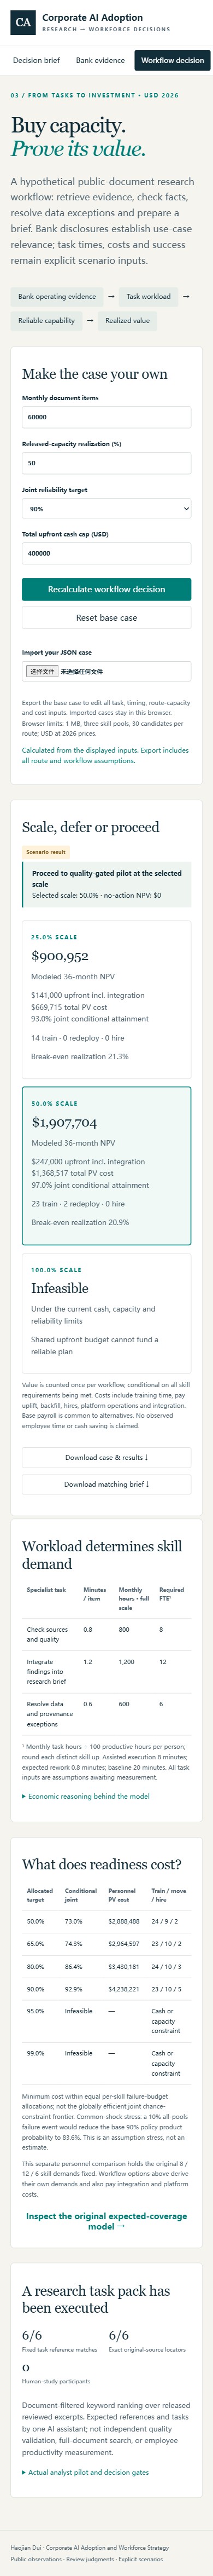 CA
Corporate AI Adoption
RESEARCH → WORKFORCE DECISIONS
Decision brief
Bank evidence
Workflow decision
03 / FROM TASKS TO INVESTMENT · USD 2026
Buy capacity.
Prove its value.
A hypothetical public-document research
workflow: retrieve evidence, check facts,
resolve data exceptions and prepare a
brief. Bank disclosures establish use-case
relevance; task times, costs and success
remain explicit scenario inputs.
Bank operating evidence → Task workload →
Reliable capability → Realized value
Make the case your own
Monthly document items
60000
Released-capacity realization (%)
50
Joint reliability target
90%
Total upfront cash cap (USD)
400000
Recalculate workflow decision
Reset base case
Import your JSON case
选择文件 未选择任何文件
Export the base case to edit all task, timing, route-capacity
and cost inputs. Imported cases stay in this browser.
Browser limits: 1 MB, three skill pools, 30 candidates per
route; USD at 2026 prices.
Calculated from the displayed inputs. Export includes
all route and workflow assumptions.
Scale, defer or proceed
Scenario result
Proceed to quality-gated pilot at the selected
scale
Selected scale: 50.0% · no-action NPV: $0
25.0% SCALE
$900,952
Modeled 36-month NPV
$141,000 upfront incl. integration
$669,715 total PV cost
93.0% joint conditional attainment
14 train · 0 redeploy · 0 hire
Break-even realization 21.3%
50.0% SCALE
$1,907,704
Modeled 36-month NPV
$247,000 upfront incl. integration
$1,368,517 total PV cost
97.0% joint conditional attainment
23 train · 2 redeploy · 0 hire
Break-even realization 20.9%
100.0% SCALE
Infeasible
Under the current cash, capacity and
reliability limits
Shared upfront budget cannot fund a
reliable plan
Value is counted once per workflow, conditional on all skill
requirements being met. Costs include training time, pay
uplift, backfill, hires, platform operations and integration.
Base payroll is common to alternatives. No observed
employee time or cash saving is claimed.
Download case & results ↓
Download matching brief ↓
Workload determines skill
demand
Specialist task
Minutes / item
Monthly hours · full scale
Required FTE¹
Check sources and quality 0.8 800 8
Integrate findings into research brief 1.2 1,200 12
Resolve data and provenance exceptions 0.6 600 6
¹ Monthly task hours ÷ 100 productive hours per person;
rounded up for each distinct skill. Assisted execution 8 minutes;
expected rework 0.8 minutes; baseline 20 minutes. All task
inputs are assumptions awaiting measurement.
▶ Economic reasoning behind the model
What does readiness cost?
Allocated target
Conditional joint
Personnel PV cost
Train / move / hire
50.0% 73.0% $2,888,488 24 / 9 / 2
65.0% 74.3% $2,964,597 23 / 10 / 2
80.0% 86.4% $3,430,181 24 / 10 / 3
90.0% 92.9% $4,238,221 23 / 10 / 5
95.0% Infeasible — Cash or capacity constraint
99.0% Infeasible — Cash or capacity constraint
Minimum cost within equal per-skill failure-budget
allocations; not the globally efficient joint chance-
constraint frontier. Common-shock stress: a 10% all-pools
failure event would reduce the base 90% policy product
probability to 83.6%. This is an assumption stress, not an
estimate.
This separate personnel comparison holds the original 8 /
12 / 6 skill demands fixed. Workflow options above derive
their own demands and also pay integration and platform
costs.
Inspect the original expected-coverage
model →
A research task pack has
been executed
6/6
Fixed task reference matches
6/6
Exact original-source locators
0
Human-study participants
Document-filtered keyword ranking over released
reviewed excerpts. Expected references and tasks
by one AI assistant; not independent quality
validation, full-document search, or employee
productivity measurement.
▶ Actual analyst pilot and decision gates
Haojian Dui · Corporate AI Adoption and Workforce Strategy
Public observations · Review judgments · Explicit scenarios